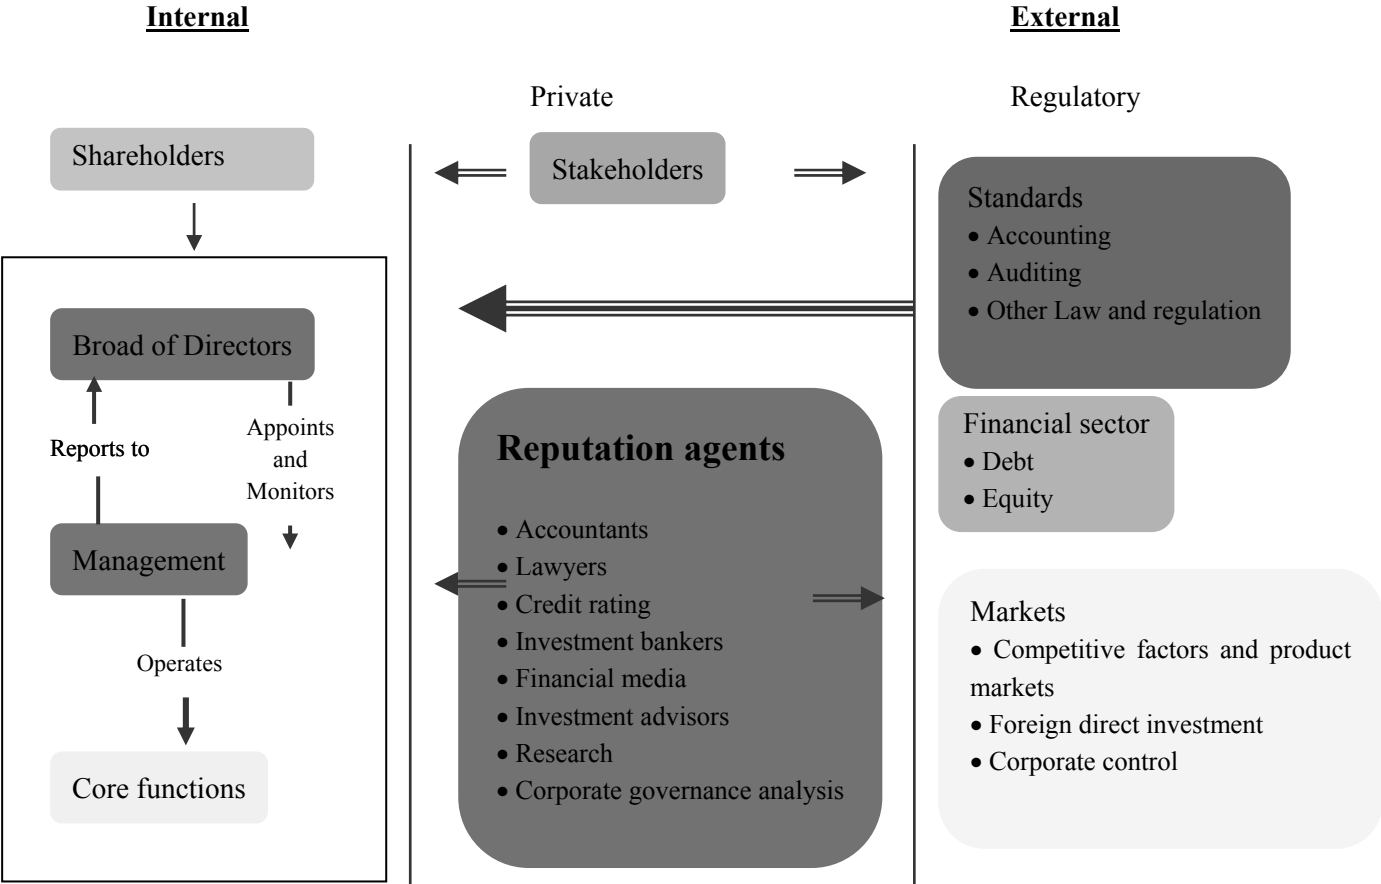 Internal
External
Private
Regulatory
Shareholders
Stakeholders
Standards
• Accounting
• Auditing
• Other Law and regulation
Broad of Directors
Reports to
Appoints
and
Monitors
Management
Operates
Core functions
Reputation agents
• Accountants
• Lawyers
• Credit rating
• Investment bankers
• Financial media
• Investment advisors
• Research
• Corporate governance analysis
Financial sector
• Debt
• Equity
Markets
• Competitive factors and product
markets
• Foreign direct investment
• Corporate control